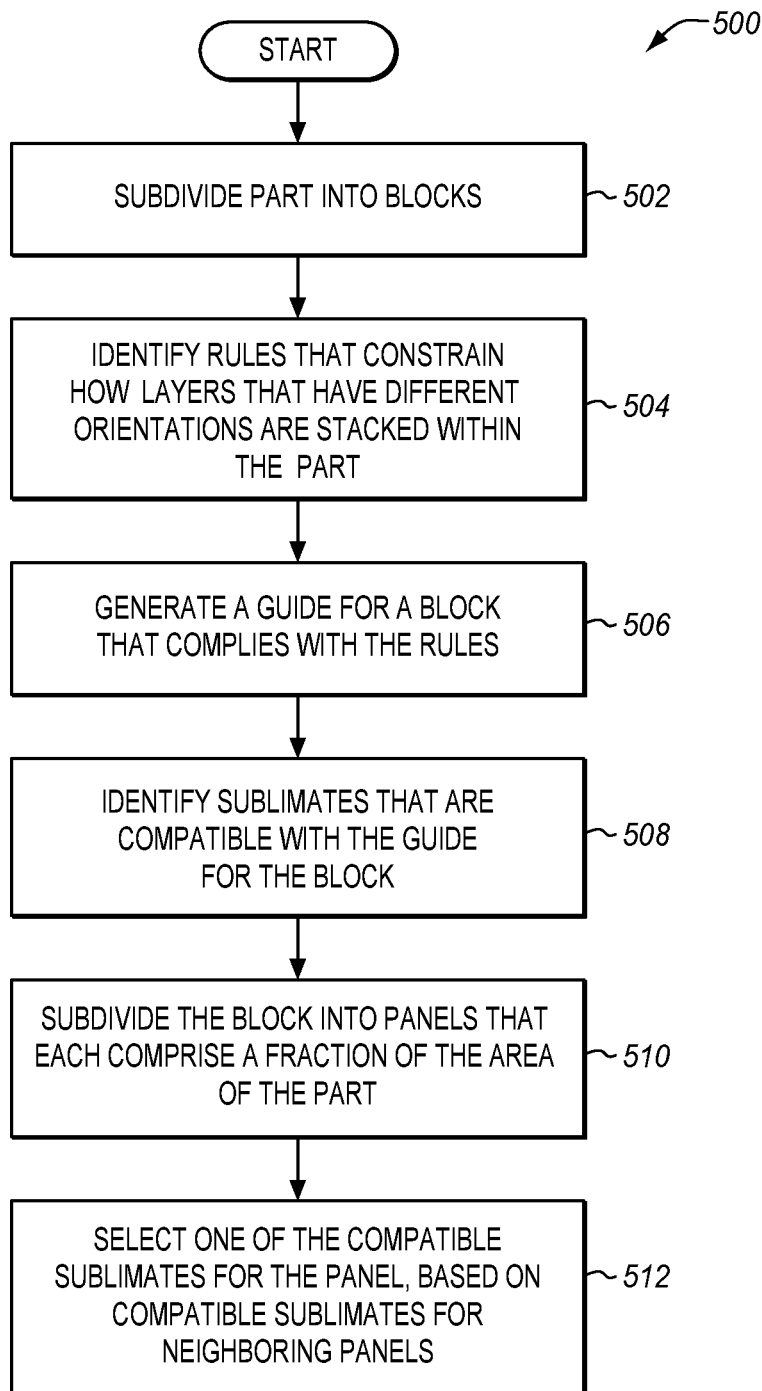 START
500
SUBDIVIDE PART INTO BLOCKS
502
IDENTIFY RULES THAT CONSTRAIN
HOW LAYERS THAT HAVE DIFFERENT
ORIENTATIONS ARE STACKED WITHIN
THE PART
504
GENERATE A GUIDE FOR A BLOCK
THAT COMPLIES WITH THE RULES
506
IDENTIFY SUBLIMATES THAT ARE
COMPATIBLE WITH THE GUIDE
FOR THE BLOCK
508
SUBDIVIDE THE BLOCK INTO PANELS THAT
EACH COMPRISE A FRACTION OF THE AREA
OF THE PART
510
SELECT ONE OF THE COMPATIBLE
SUBLIMATES FOR THE PANEL, BASED ON
COMPATIBLE SUBLIMATES FOR
NEIGHBORING PANELS
512